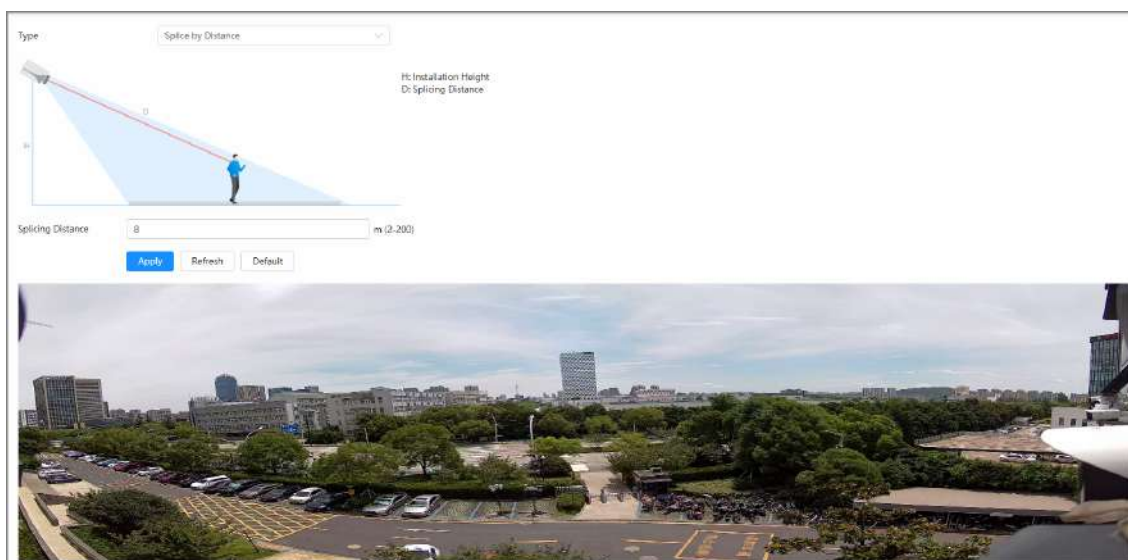 Type
Splice by Distance
H: Installation Height
D: Splicing Distance
D
H
Splicing Distance
8
m (2-200)
Apply
Refresh
Default